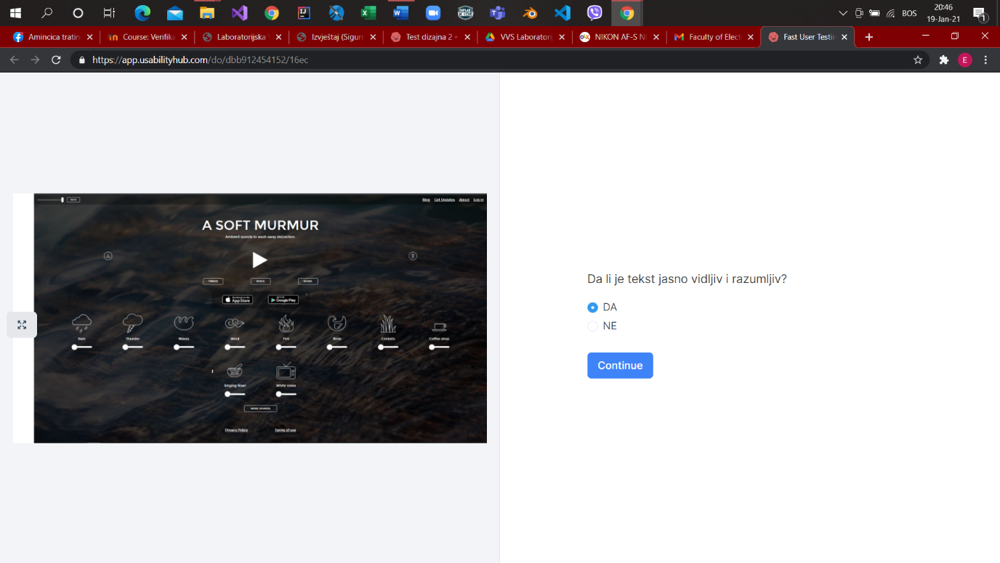 BOS
20:46
19-Jan-21
1
Amincica tratin
Course: Verifika
Laboratorijska
Izvještaj (Sigurn
Test dizajna 2
VVS Laboratorij
NIKON AF-S NI
Faculty of Elect
Fast User Testin
https://app.usabilityhub.com/do/dbb912454152/16ec
E
Blog Get Updates About Log in
A SOFT MURMUR
Ambient sounds to wash away distraction.
App Store Google Play
Rain Thunder Waves Wind Fire Birds Crickets Coffee shop
Singing Bowl White noise
MORE SOUNDS
Privacy Policy Terms of use
Da li je tekst jasno vidljiv i razumljiv?
DA
NE
Continue